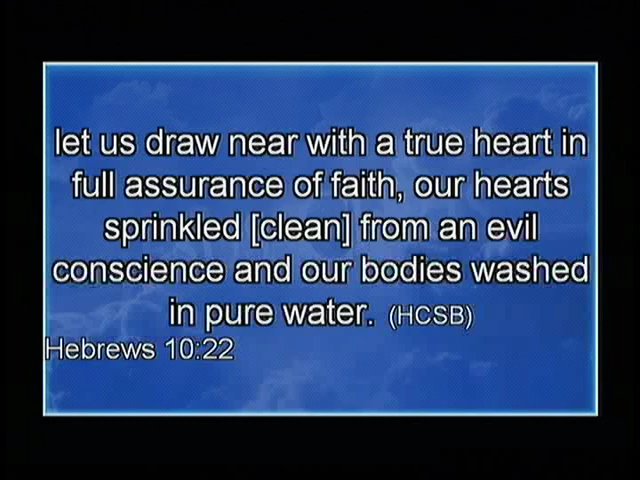 let us draw near with a true heart in
full assurance of faith, our hearts
sprinkled [clean] from an evil
conscience and our bodies washed
in pure water. (HCSB)
Hebrews 10:22